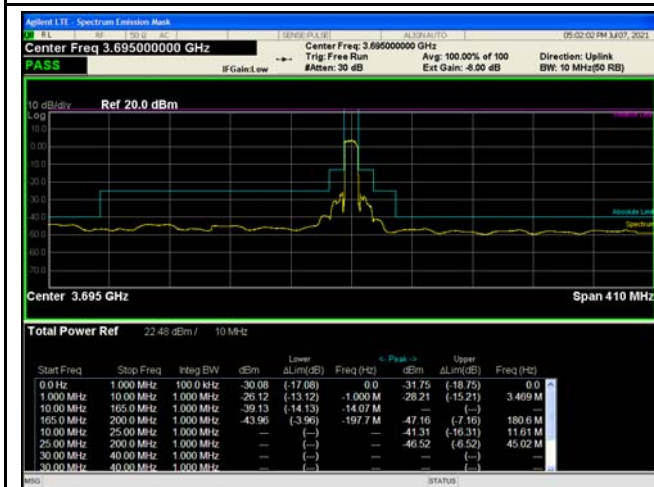 Agilent LTE - Spectrum Emission Mask
RL RF 50 Ω AC SENSE:PULSE ALIGN AUTO 05:02:02 PM Jul 07, 2021
Center Freq 3.695000000 GHz Center Freq: 3.695000000 GHz
Trig: Free Run Avg: 100.00% of 100 Direction: Uplink
PASS IFGain:Low #Atten: 30 dB Ext Gain: -8.00 dB BW: 10 MHz(50 RB)
10 dB/div Ref 20.0 dBm
Log
10.0
0.00
10.0
20.0
30.0
40.0
Absolute Limit
Spectrum
50.0
60.0
70.0
Center 3.695 GHz Span 410 MHz
Total Power Ref 22.48 dBm / 10 MHz
Lower <- Peak -> Upper
Start Freq Stop Freq Integ BW dBm ΔLim(dB) Freq (Hz) dBm ΔLim(dB) Freq (Hz)
0.0 Hz 1.000 MHz 100.0 kHz -30.08 (-17.08) 0.0 -31.75 (-18.75) 0.0
1.000 MHz 10.00 MHz 1.000 MHz -26.12 (-13.12) -1.000 M -28.21 (-15.21) 3.469 M
10.00 MHz 165.0 MHz 1.000 MHz -39.13 (-14.13) -14.07 M --- (---) ---
165.0 MHz 200.0 MHz 1.000 MHz -43.96 (-3.96) -197.7 M -47.16 (-7.16) 180.6 M
10.00 MHz 25.00 MHz 1.000 MHz --- (---) --- -41.31 (-16.31) 11.61 M
25.00 MHz 200.0 MHz 1.000 MHz --- (---) --- -46.52 (-6.52) 45.02 M
30.00 MHz 40.00 MHz 1.000 MHz --- (---) --- --- (---) ---
30.00 MHz 40.00 MHz 1.000 MHz --- (---) --- --- (---) ---
MSG STATUS